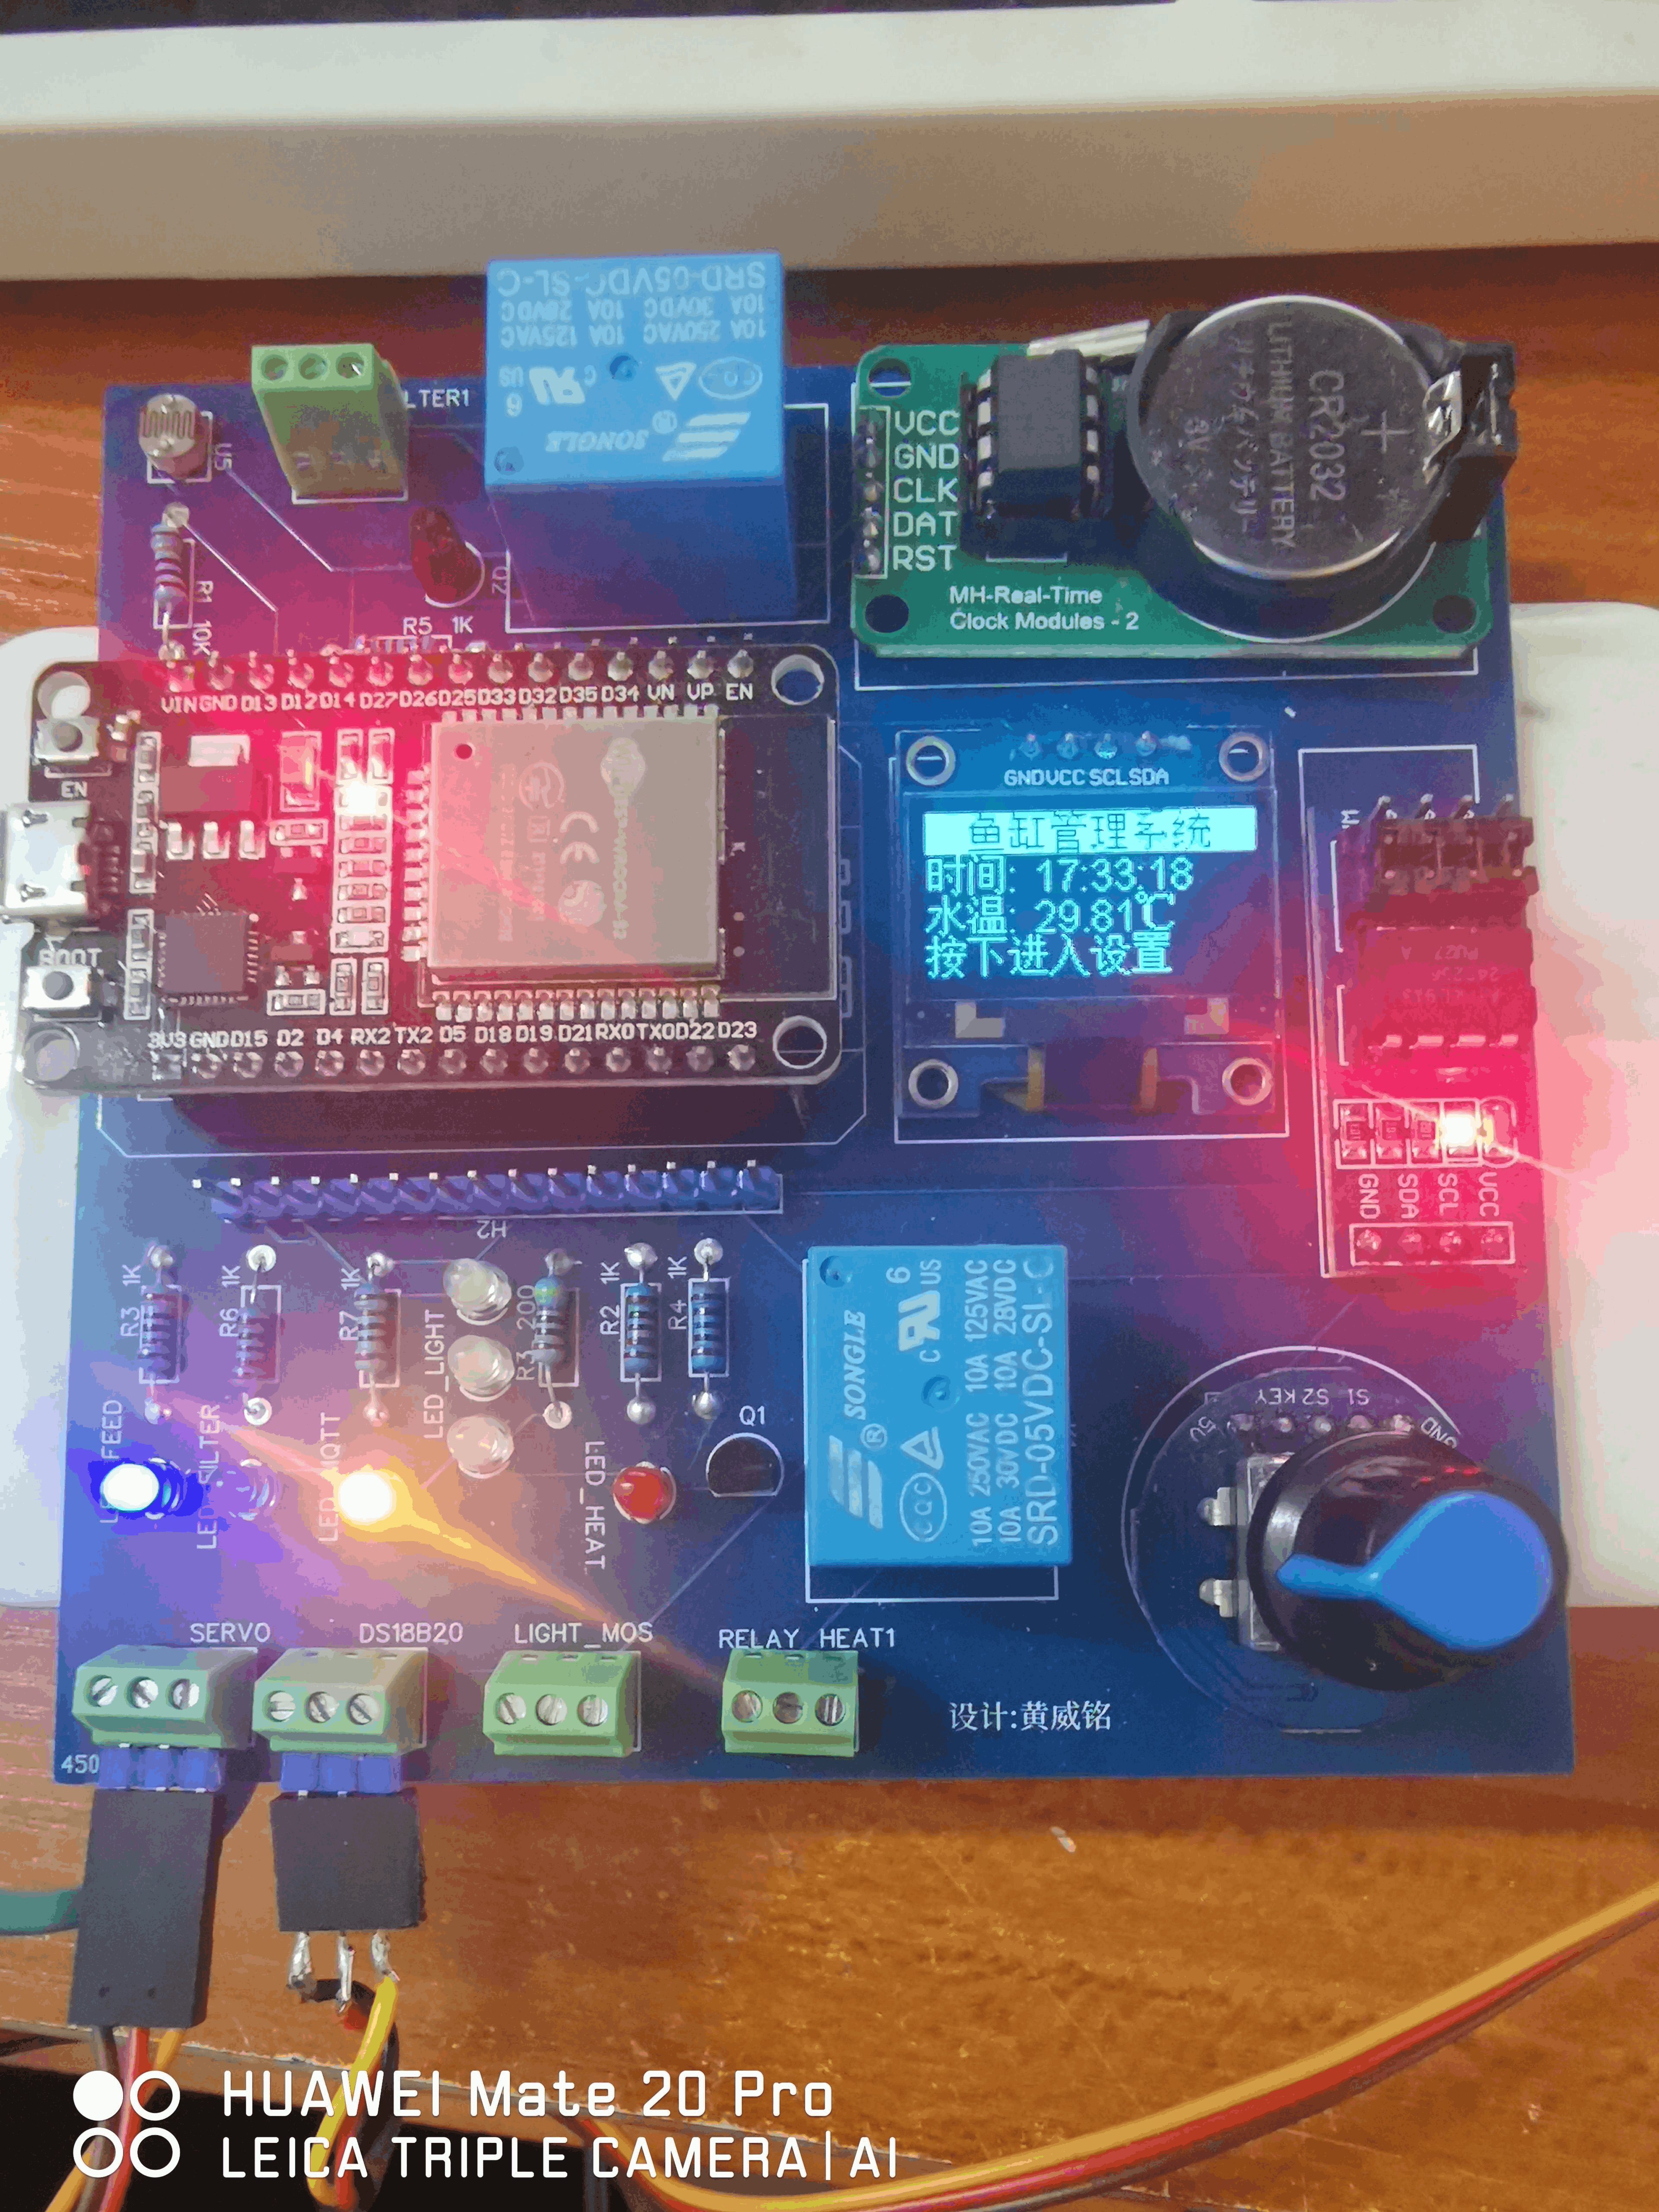 SRD-05VDC-SL-C
10A 30VDC 10A 28VDC
10A 250VAC 10A 125VAC
SONGLE
LTER1
U5
R1 10K
R5 1K
VCC
GND
CLK
DAT
RST
MH-Real-Time
Clock Modules - 2
CR2032
LITHIUM BATTERY
3V
VIN GND D13 D12 D14 D27 D26 D25 D33 D32 D35 D34 VN VP EN
EN
BOOT
3V3 GND D15 D2 D4 RX2 TX2 D5 D18 D19 D21 RX0 TX0 D22 D23
GND VCC SCL SDA
鱼缸管理系统
时间: 17:33:18
水温: 29.81℃
按下进入设置
GND
SDA
SCL
VCC
H2
R3 1K
R6 1K
R7 1K
LED_LIGHT
200
R2 1K
R4 1K
Q1
LED_HEAT
SONGLE
C UL US 6
CQC
10A 250VAC 10A 125VAC
10A 30VDC 10A 28VDC
SRD-05VDC-SL-C
5V KEY S2 S1 GND
SERVO
DS18B20
LIGHT_MOS
RELAY_HEAT1
设计:黄威铭
450
HUAWEI Mate 20 Pro
LEICA TRIPLE CAMERA | AI